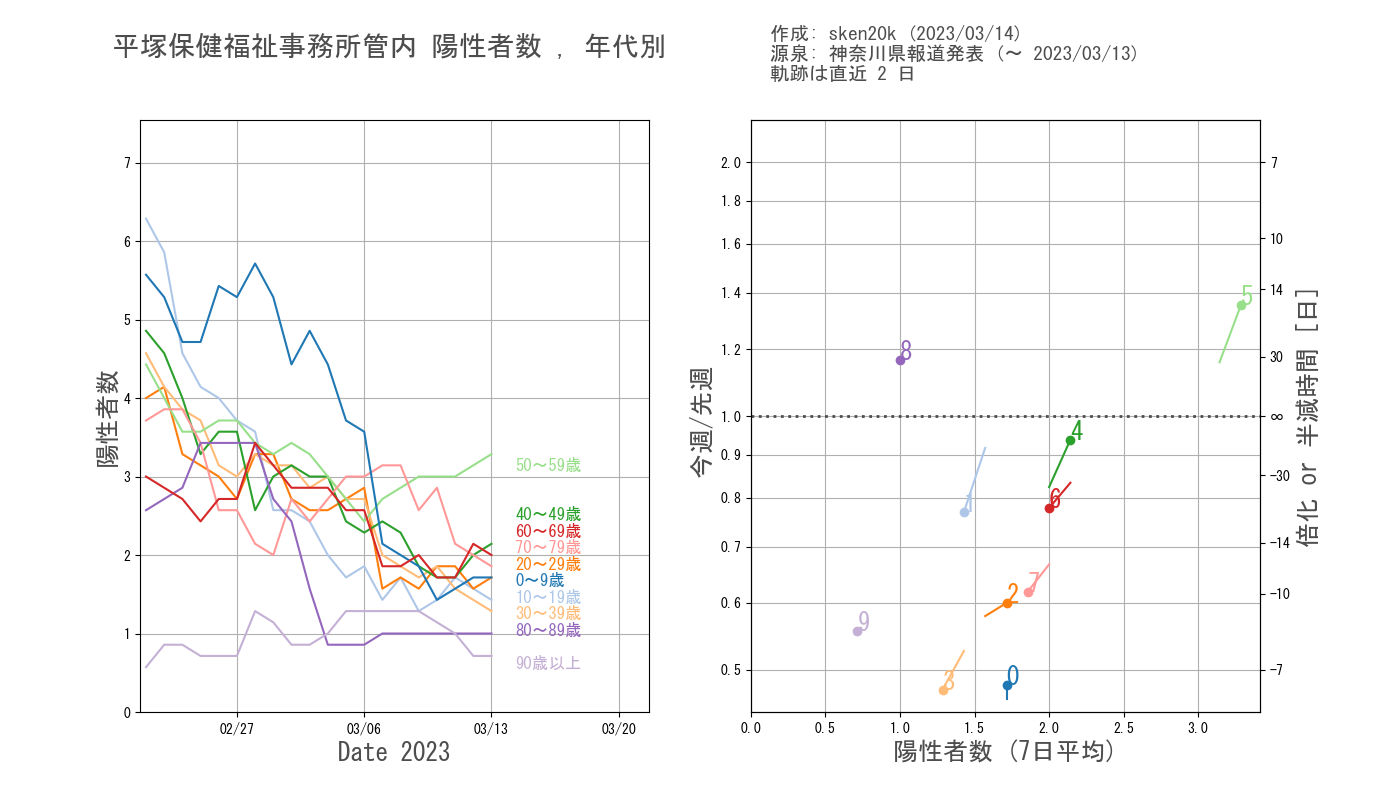 平塚保健福祉事務所管内 陽性者数 , 年代別
作成: sken20k (2023/03/14)
源泉: 神奈川県報道発表 (〜 2023/03/13)
軌跡は直近 2 日
陽性者数
7
6
5
4
3
2
1
0
50〜59歳
40〜49歳
60〜69歳
70〜79歳
20〜29歳
0〜9歳
10〜19歳
30〜39歳
80〜89歳
90歳以上
02/27
03/06
03/13
03/20
Date 2023
今週/先週
2.0
1.8
1.6
1.4
1.2
1.0
0.9
0.8
0.7
0.6
0.5
5
8
4
6
1
7
2
9
3
0
7
10
14
30
∞
−30
−14
−10
−7
倍化 or 半減時間 [日]
0.0
0.5
1.0
1.5
2.0
2.5
3.0
陽性者数 (7日平均)